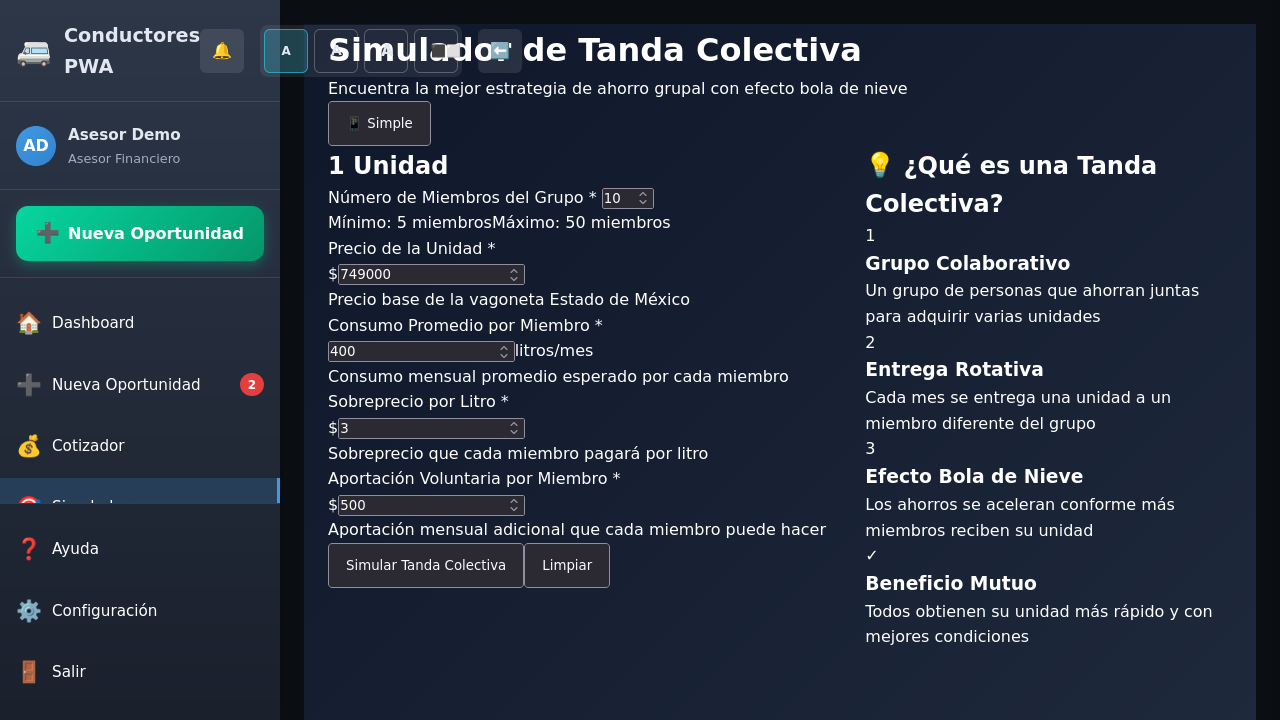 Conductores
PWA
🔔
A
A
A
Simulador de Tanda Colectiva
Encuentra la mejor estrategia de ahorro grupal con efecto bola de nieve
📱 Simple
AD
Asesor Demo
Asesor Financiero
➕ Nueva Oportunidad
Dashboard
Nueva Oportunidad 2
Cotizador
Ayuda
Configuración
Salir
1 Unidad
Número de Miembros del Grupo * 10
Mínimo: 5 miembrosMáximo: 50 miembros
Precio de la Unidad *
$749000
Precio base de la vagoneta Estado de México
Consumo Promedio por Miembro *
400 litros/mes
Consumo mensual promedio esperado por cada miembro
Sobreprecio por Litro *
$3
Sobreprecio que cada miembro pagará por litro
Aportación Voluntaria por Miembro *
$500
Aportación mensual adicional que cada miembro puede hacer
Simular Tanda Colectiva Limpiar
💡 ¿Qué es una Tanda
Colectiva?
1
Grupo Colaborativo
Un grupo de personas que ahorran juntas
para adquirir varias unidades
2
Entrega Rotativa
Cada mes se entrega una unidad a un
miembro diferente del grupo
3
Efecto Bola de Nieve
Los ahorros se aceleran conforme más
miembros reciben su unidad
✓
Beneficio Mutuo
Todos obtienen su unidad más rápido y con
mejores condiciones